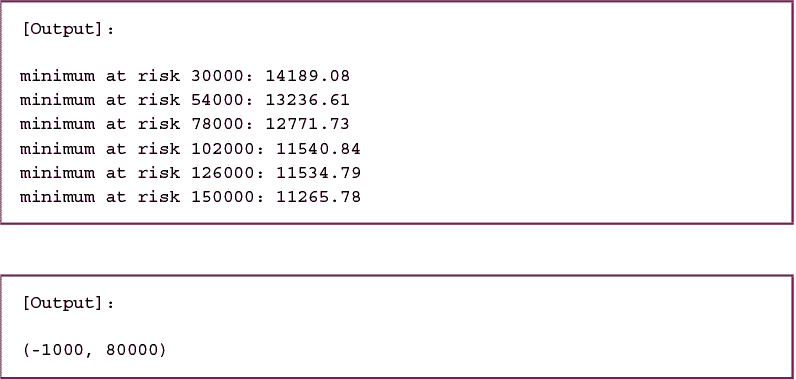 [Output]:
minimum at risk 30000: 14189.08
minimum at risk 54000: 13236.61
minimum at risk 78000: 12771.73
minimum at risk 102000: 11540.84
minimum at risk 126000: 11534.79
minimum at risk 150000: 11265.78
[Output]:
(-1000, 80000)